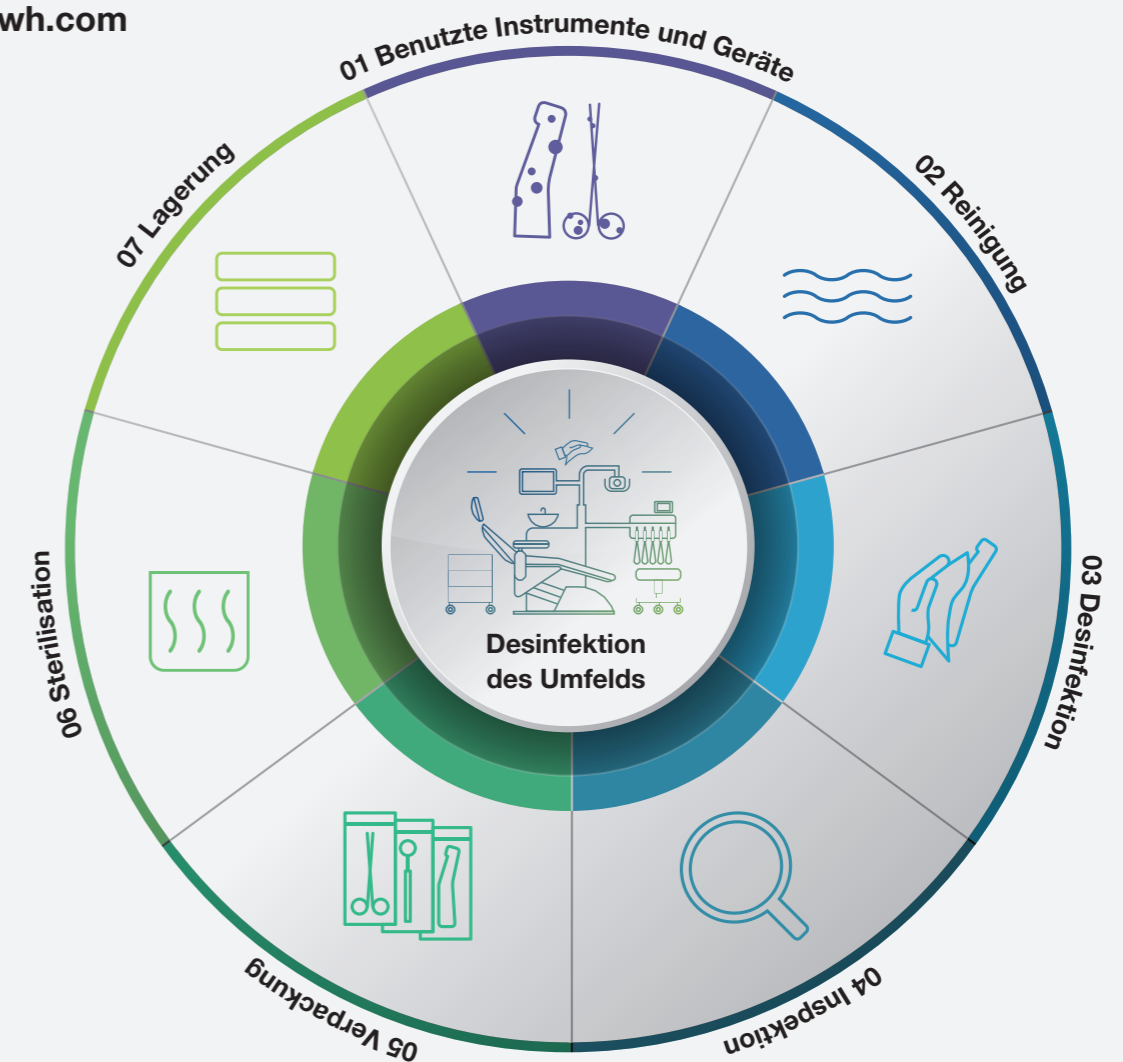 wh.com
01 Benutzte Instrumente und Geräte
02 Reinigung
03 Desinfektion
04 Inspektion
05 Verpackung
06 Sterilisation
07 Lagerung
Desinfektion
des Umfelds